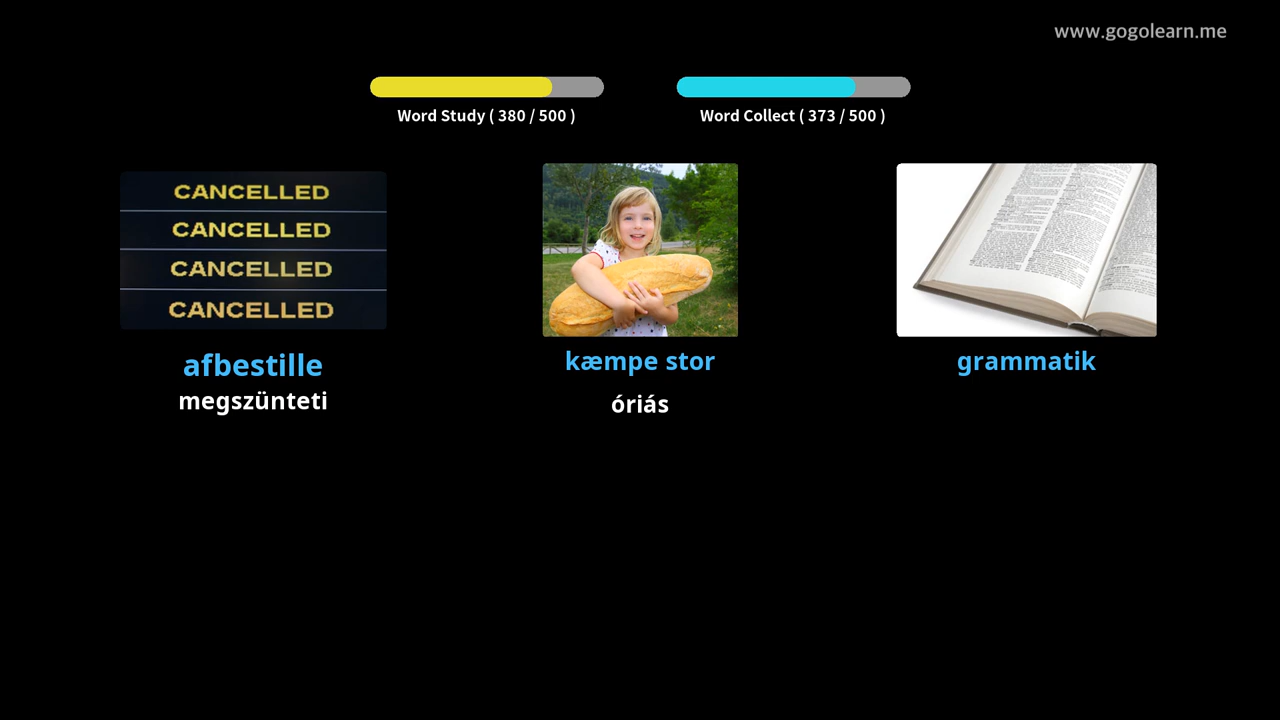 www.gogolearn.me
Word Study ( 380 / 500 )
Word Collect ( 373 / 500 )
CANCELLED
CANCELLED
CANCELLED
CANCELLED
afbestille
megszünteti
kæmpe stor
óriás
grammatik